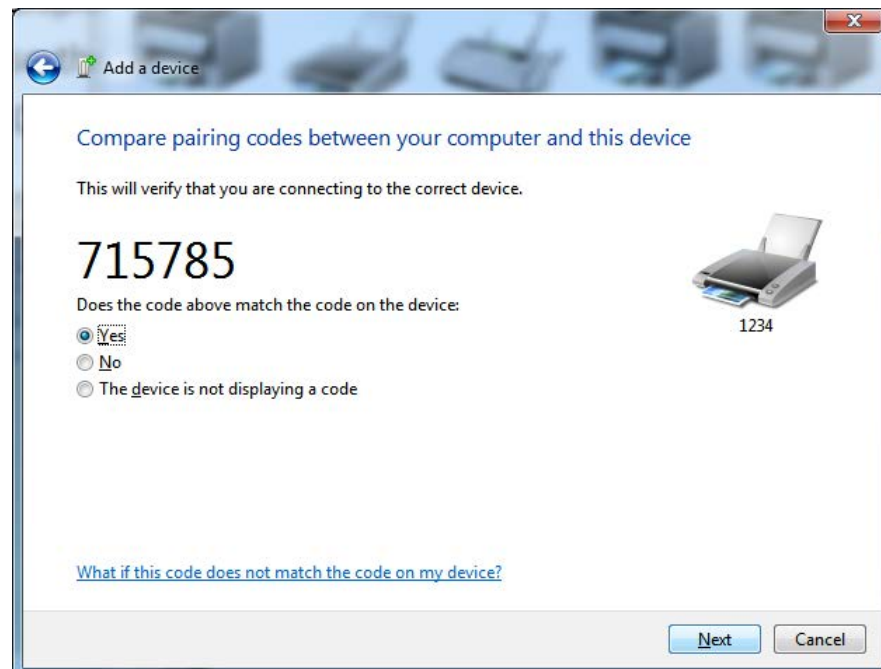 Add a device
Compare pairing codes between your computer and this device
This will verify that you are connecting to the correct device.
715785
Does the code above match the code on the device:
Yes
No
The device is not displaying a code
1234
What if this code does not match the code on my device?
Next
Cancel